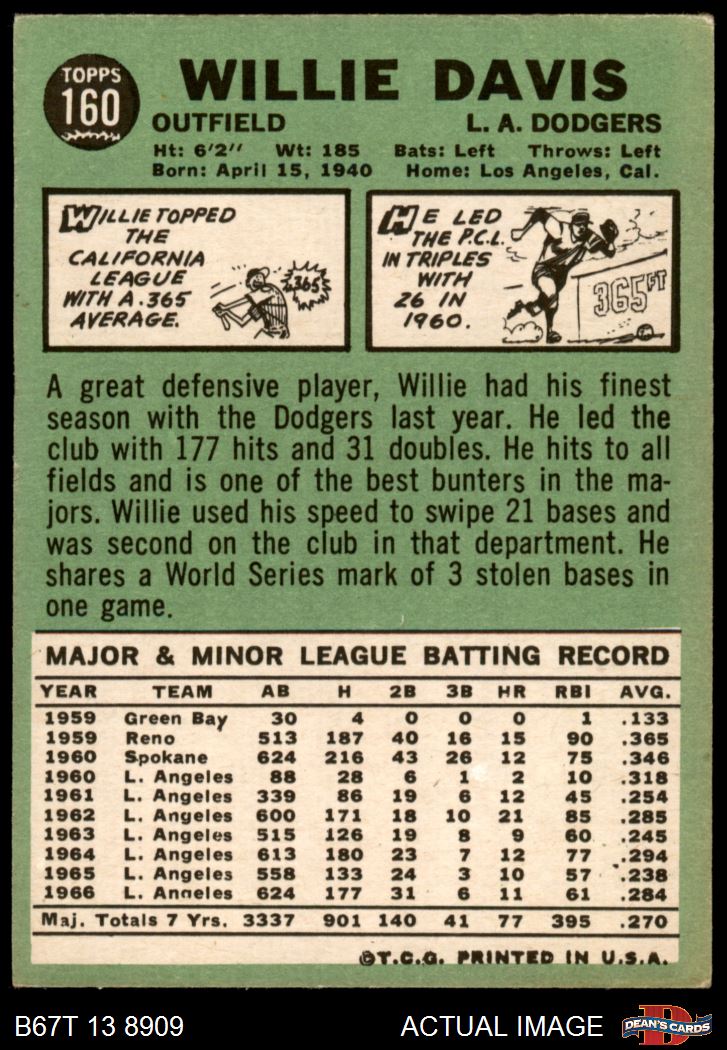 TOPPS
160
WILLIE DAVIS
OUTFIELD L. A. DODGERS
Ht: 6'2" Wt: 185 Bats: Left Throws: Left
Born: April 15, 1940 Home: Los Angeles, Cal.
WILLIE TOPPED
THE
CALIFORNIA
LEAGUE
WITH A .365
AVERAGE.
365
HE LED
THE P.C.L.
IN TRIPLES
WITH
26 IN
1960.
365FT
A great defensive player, Willie had his finest
season with the Dodgers last year. He led the
club with 177 hits and 31 doubles. He hits to all
fields and is one of the best bunters in the ma-
jors. Willie used his speed to swipe 21 bases and
was second on the club in that department. He
shares a World Series mark of 3 stolen bases in
one game.
MAJOR & MINOR LEAGUE BATTING RECORD
YEAR TEAM AB H 2B 3B HR RBI AVG.
1959 Green Bay 30 4 0 0 0 1 .133
1959 Reno 513 187 40 16 15 90 .365
1960 Spokane 624 216 43 26 12 75 .346
1960 L. Angeles 88 28 6 1 2 10 .318
1961 L. Angeles 339 86 19 6 12 45 .254
1962 L. Angeles 600 171 18 10 21 85 .285
1963 L. Angeles 515 126 19 8 9 60 .245
1964 L. Angeles 613 180 23 7 12 77 .294
1965 L. Angeles 558 133 24 3 10 57 .238
1966 L. Angeles 624 177 31 6 11 61 .284
Maj. Totals 7 Yrs. 3337 901 140 41 77 395 .270
©T.C.G. PRINTED IN U.S.A.
B67T 13 8909 ACTUAL IMAGE
D
DEAN'S CARDS